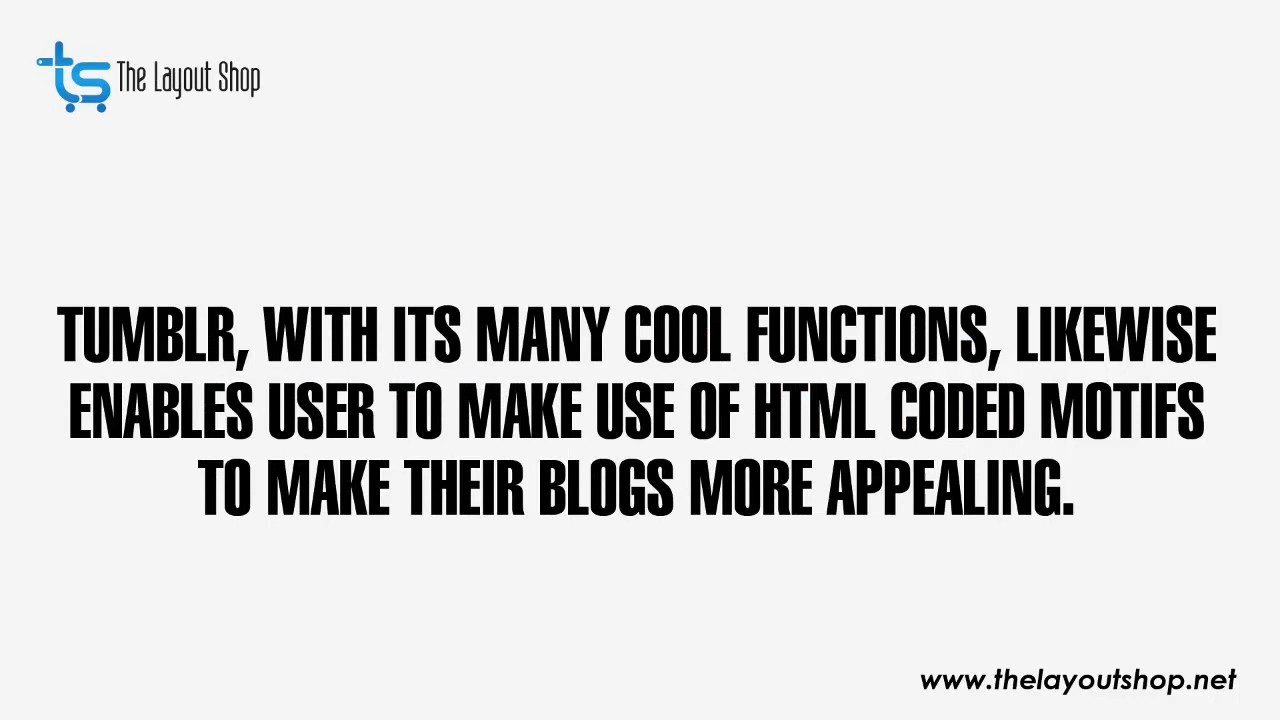 ts The Layout Shop
TUMBLR, WITH ITS MANY COOL FUNCTIONS, LIKEWISE
ENABLES USER TO MAKE USE OF HTML CODED MOTIFS
TO MAKE THEIR BLOGS MORE APPEALING.
www.thelayoutshop.net